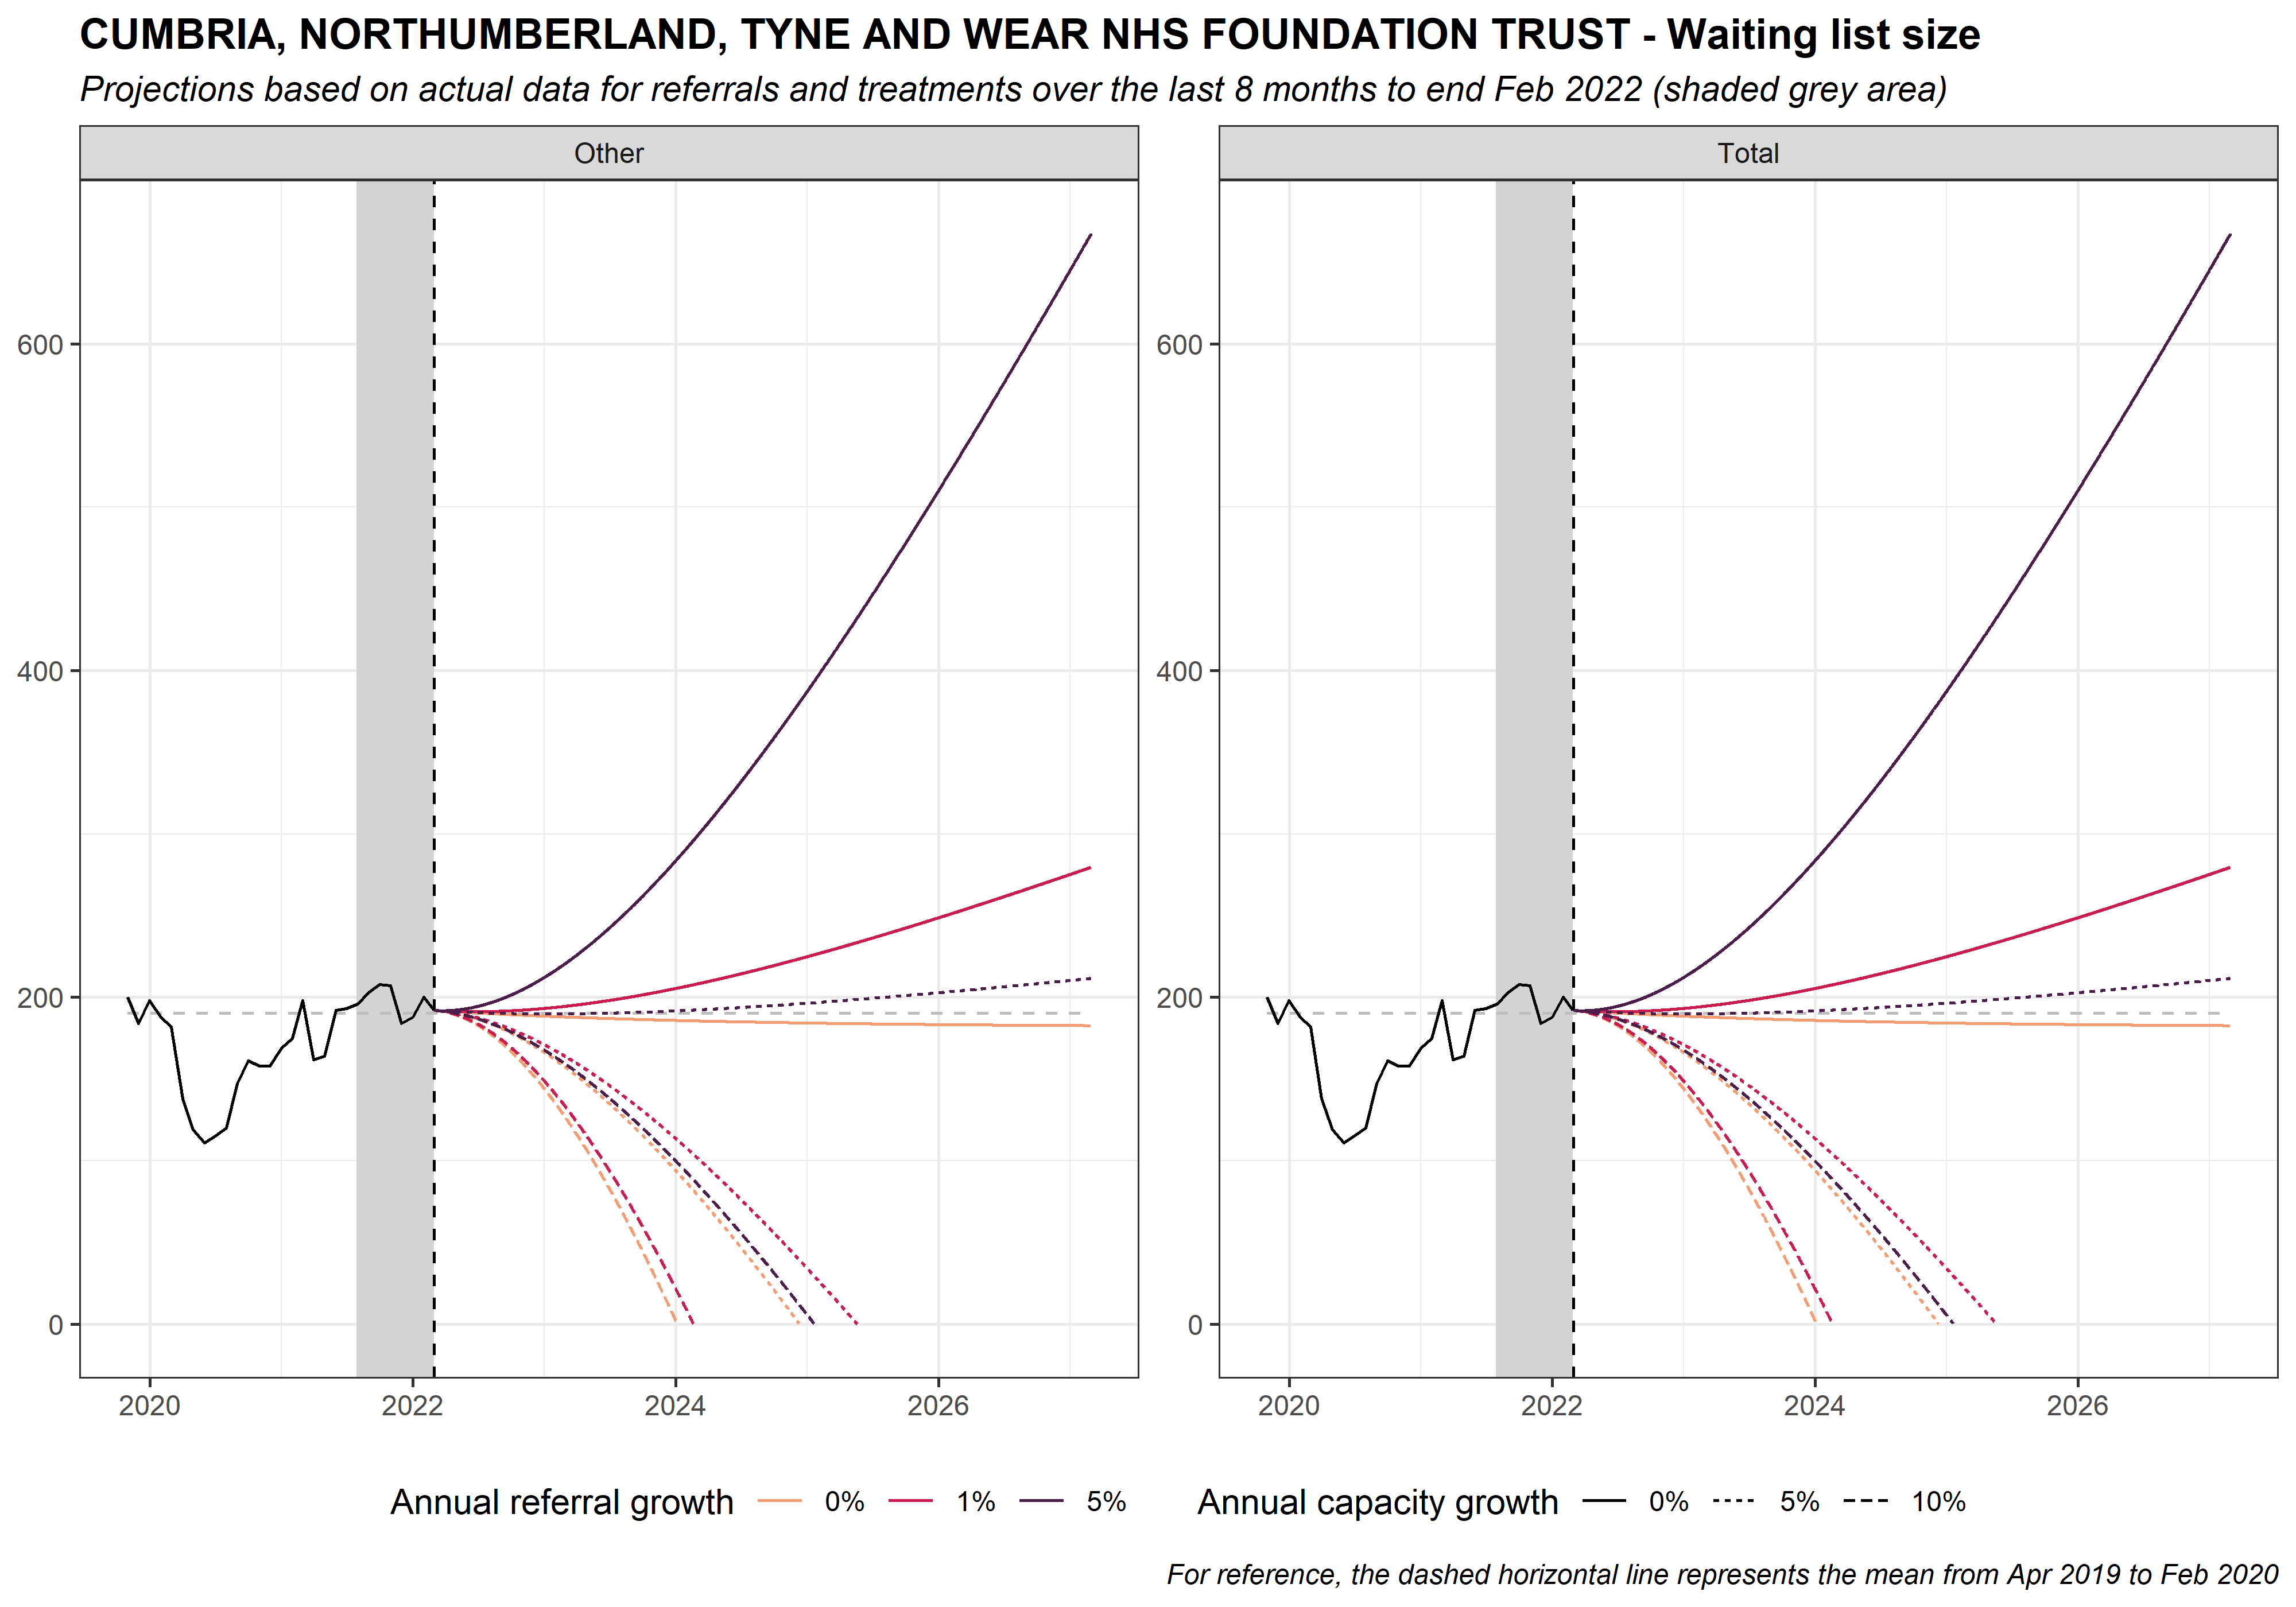 CUMBRIA, NORTHUMBERLAND, TYNE AND WEAR NHS FOUNDATION TRUST - Waiting list size
Projections based on actual data for referrals and treatments over the last 8 months to end Feb 2022 (shaded grey area)
Other
Total
600
400
200
0
600
400
200
0
2020 2022 2024 2026
2020 2022 2024 2026
Annual referral growth 0% 1% 5%
Annual capacity growth 0% 5% 10%
For reference, the dashed horizontal line represents the mean from Apr 2019 to Feb 2020